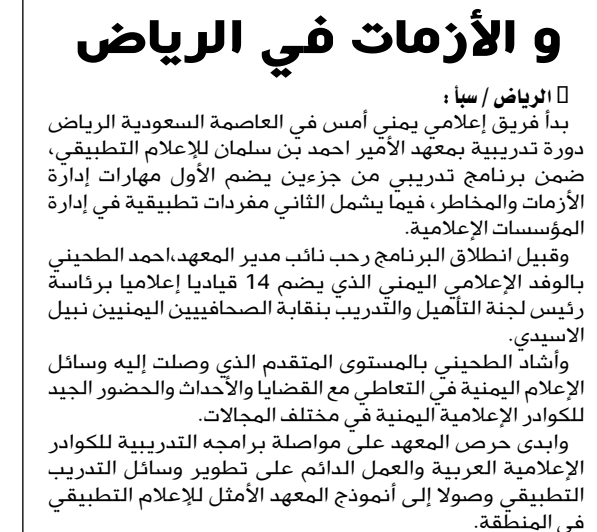 و الأزمات في الرياض
الرياض / سبأ :
بدأ فريق إعلامي يمني أمس في العاصمة السعودية الرياض
دورة تدريبية بمعهد الأمير احمد بن سلمان للإعلام التطبيقي،
ضمن برنامج تدريبي من جزءين يضم الأول مهارات إدارة
الأزمات والمخاطر، فيما يشمل الثاني مفردات تطبيقية في إدارة
المؤسسات الإعلامية.
وقبيل انطلاق البرنامج رحب نائب مدير المعهد،احمد الطحيني
بالوفد الإعلامي اليمني الذي يضم 14 قياديا إعلاميا برئاسة
رئيس لجنة التأهيل والتدريب بنقابة الصحافييين اليمنيين نبيل
الاسيدي.
وأشاد الطحيني بالمستوى المتقدم الذي وصلت إليه وسائل
الإعلام اليمنية في التعاطي مع القضايا والأحداث والحضور الجيد
للكوادر الإعلامية اليمنية في مختلف المجالات.
وابدى حرص المعهد على مواصلة برامجه التدريبية للكوادر
الإعلامية العربية والعمل الدائم على تطوير وسائل التدريب
التطبيقي وصولا إلى أنموذج المعهد الأمثل للإعلام التطبيقي
في المنطقة.